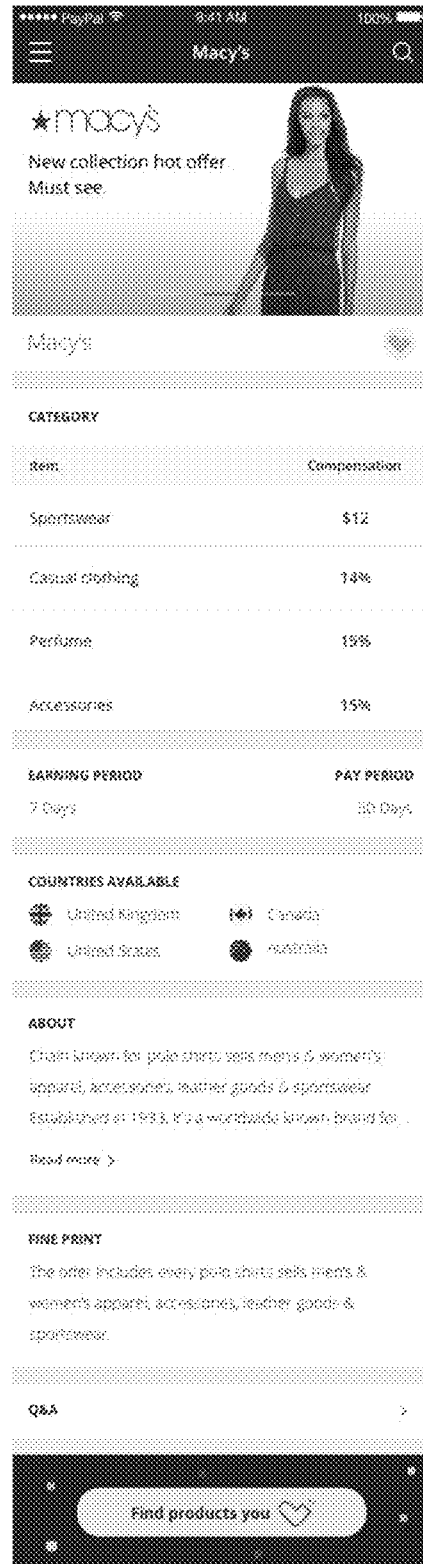 PayPal 9:41 AM 100%
Macy's
macy's
New collection hot offer.
Must see.
Macy's
CATEGORY
Item Compensation
Sportswear $12
Casual clothing 14%
Perfume 15%
Accessories 15%
EARNING PERIOD PAY PERIOD
7 Days 30 Days
COUNTRIES AVAILABLE
United Kingdom Canada
United States Australia
ABOUT
Chain known for polo shirts sells men's & women's
apparel, accessories, leather goods & sportswear
Established in 1933, it's a worldwide known brand for...
Read more >
FINE PRINT
The offer includes every polo shirts sells men's &
women's apparel, accessories, leather goods &
sportswear.
Q&A >
Find products you